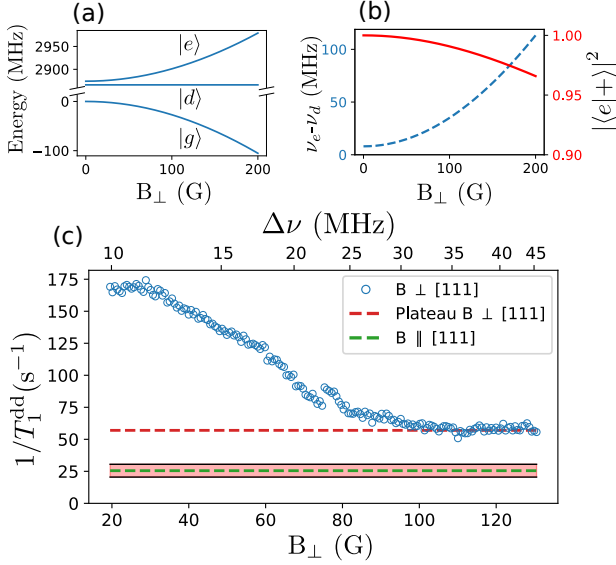 (a)
Energy (MHz)
2950
2900
0
−100
|e⟩
|d⟩
|g⟩
0
100
200
B⊥ (G)
(b)
νe-νd (MHz)
100
50
0
1.00
0.95
0.90
|⟨e|+⟩|²
0
100
200
B⊥ (G)
Δν (MHz)
10 15 20 25 30 35 40 45
(c)
1/T₁ᵈᵈ(s⁻¹)
175
150
125
100
75
50
25
0
B ⊥ [111]
Plateau B ⊥ [111]
B ∥ [111]
20 40 60 80 100 120
B⊥ (G)